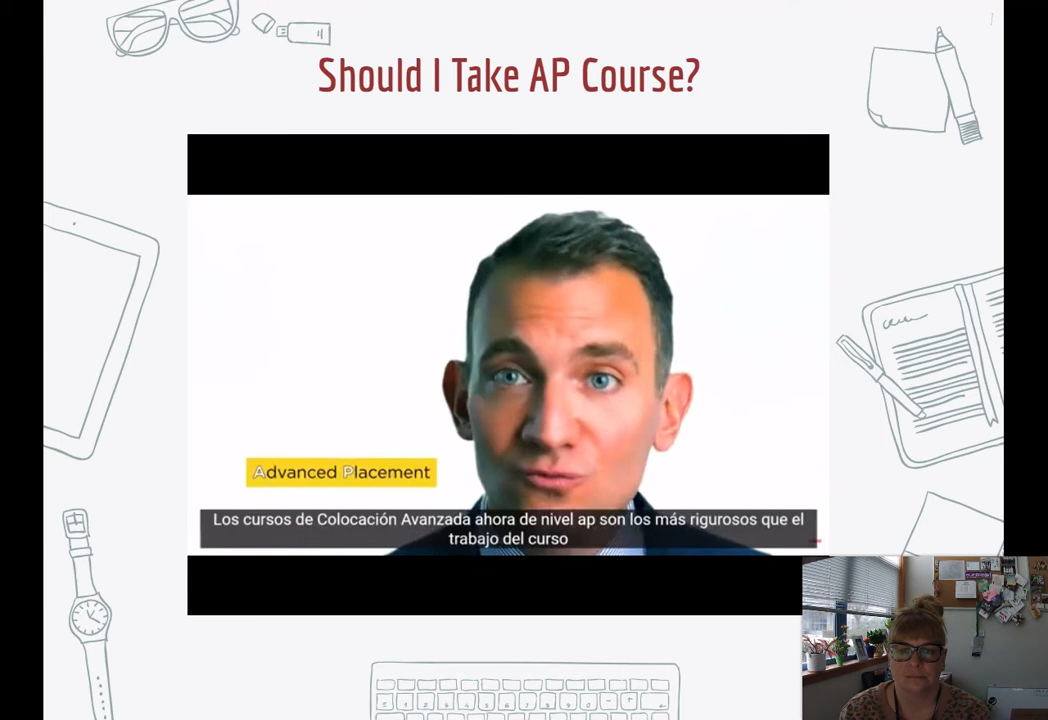 Should I Take AP Course?
Advanced Placement
Los cursos de Colocación Avanzada ahora de nivel ap son los más rigurosos que el
trabajo del curso